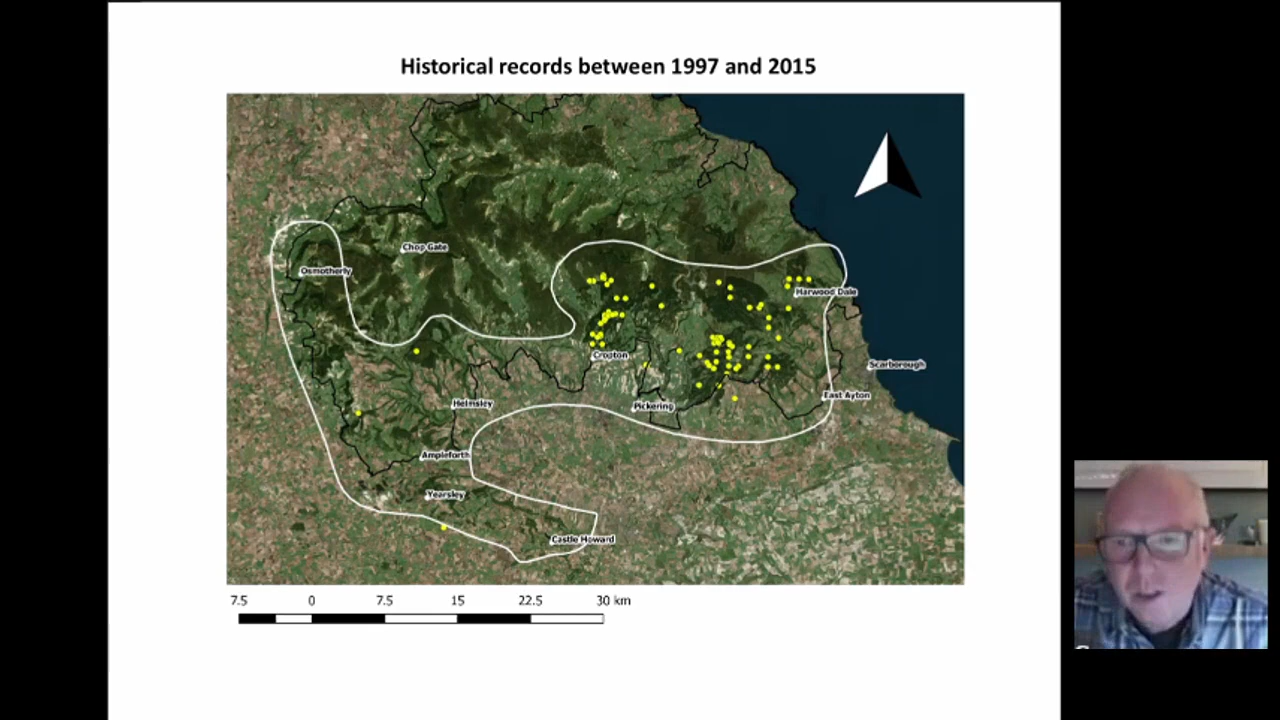 Historical records between 1997 and 2015
Chop Gate
Osmotherly
Harwood Dale
Cropton
Scarborough
East Ayton
Helmsley
Pickering
Ampleforth
Yearsley
Castle Howard
7.5 0 7.5 15 22.5 30 km